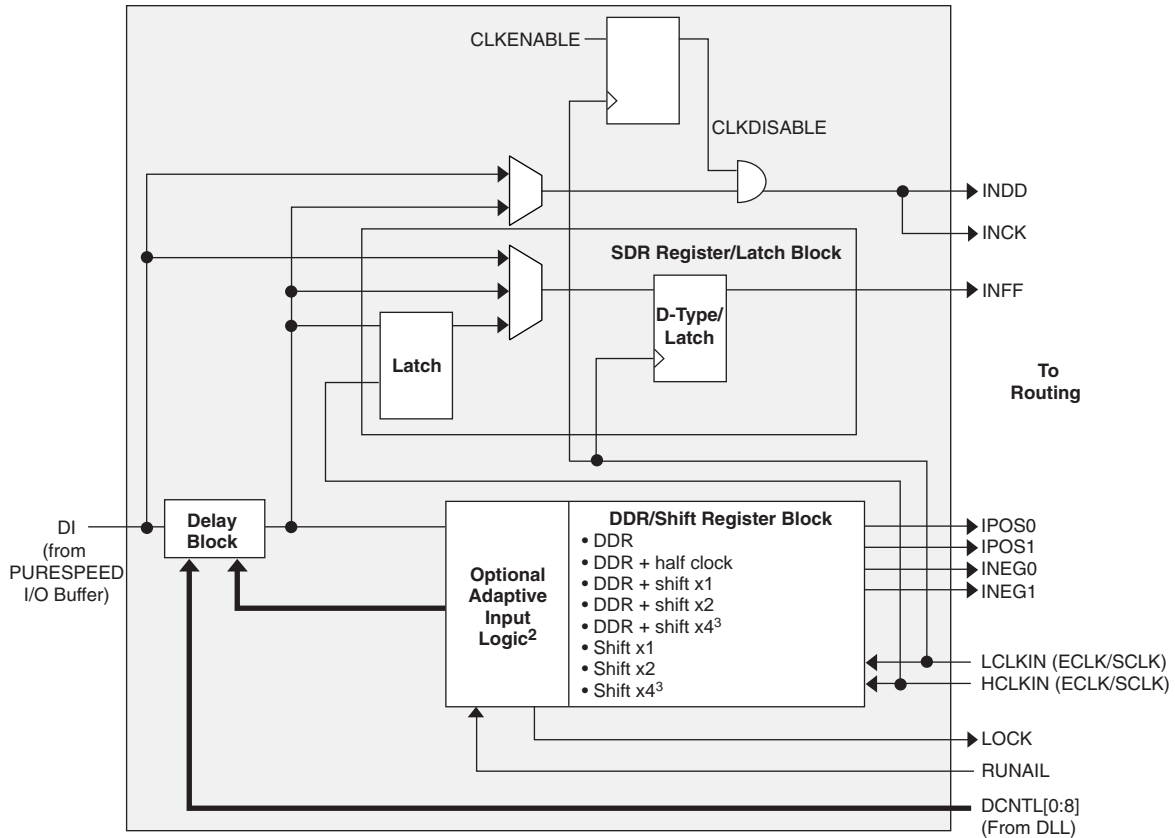 CLKENABLE
CLKDISABLE
INDD
INCK
SDR Register/Latch Block
INFF
D-Type/
Latch
Latch
To
Routing
DI
(from
PURESPEED
I/O Buffer)
Delay
Block
Optional
Adaptive
Input
Logic²
DDR/Shift Register Block
• DDR
• DDR + half clock
• DDR + shift x1
• DDR + shift x2
• DDR + shift x4³
• Shift x1
• Shift x2
• Shift x4³
IPOS0
IPOS1
INEG0
INEG1
LCLKIN (ECLK/SCLK)
HCLKIN (ECLK/SCLK)
LOCK
RUNAIL
DCNTL[0:8]
(From DLL)